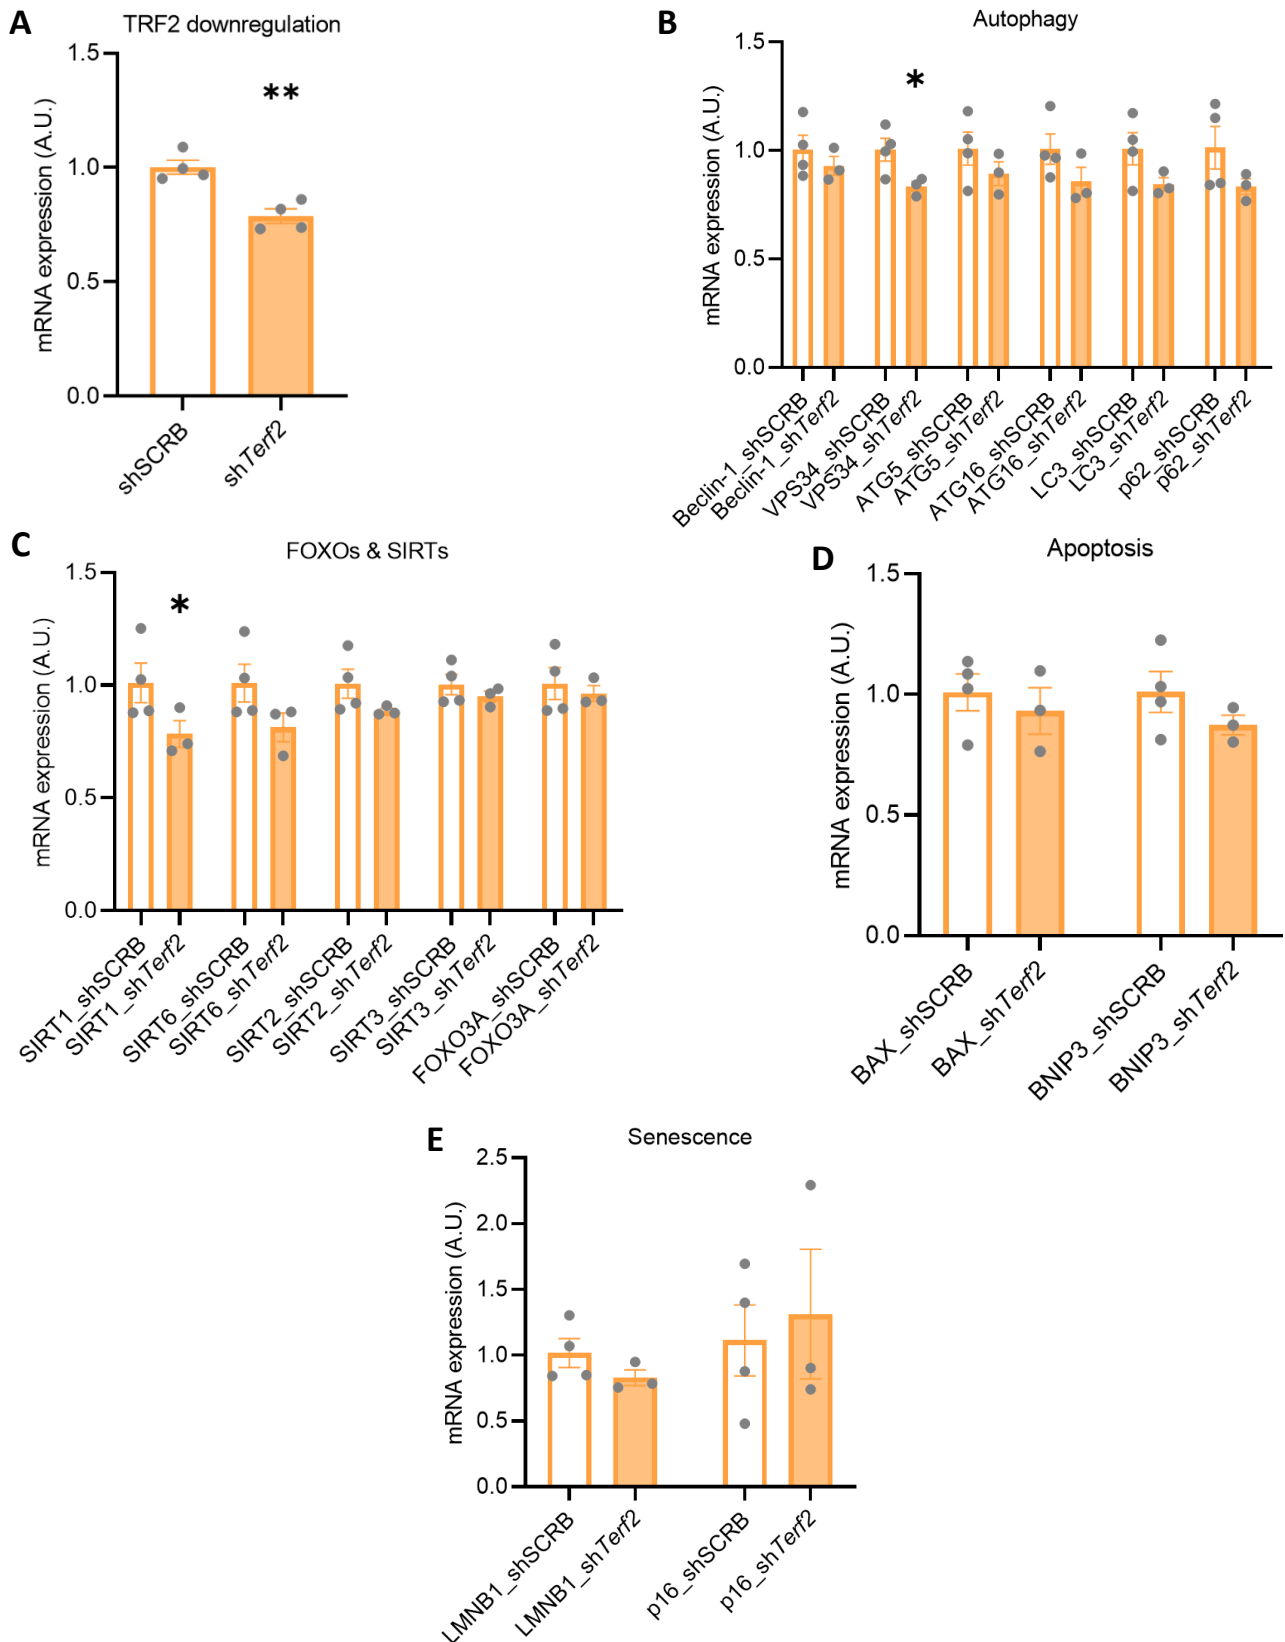 A
TRF2 downregulation
**
mRNA expression (A.U.)
1.5
1.0
0.5
0.0
shSCRB
shTerf2
B
Autophagy
*
mRNA expression (A.U.)
1.5
1.0
0.5
0.0
Beclin-1_shSCRB
Beclin-1_shTerf2
VPS34_shSCRB
VPS34_shTerf2
ATG5_shSCRB
ATG5_shTerf2
ATG16_shSCRB
ATG16_shTerf2
LC3_shSCRB
LC3_shTerf2
p62_shSCRB
p62_shTerf2
C
FOXOs & SIRTs
*
mRNA expression (A.U.)
1.5
1.0
0.5
0.0
SIRT1_shSCRB
SIRT1_shTerf2
SIRT6_shSCRB
SIRT6_shTerf2
SIRT2_shSCRB
SIRT2_shTerf2
SIRT3_shSCRB
SIRT3_shTerf2
FOXO3A_shSCRB
FOXO3A_shTerf2
D
Apoptosis
mRNA expression (A.U.)
1.5
1.0
0.5
0.0
BAX_shSCRB
BAX_shTerf2
BNIP3_shSCRB
BNIP3_shTerf2
E
Senescence
mRNA expression (A.U.)
2.5
2.0
1.5
1.0
0.5
0.0
LMNB1_shSCRB
LMNB1_shTerf2
p16_shSCRB
p16_shTerf2